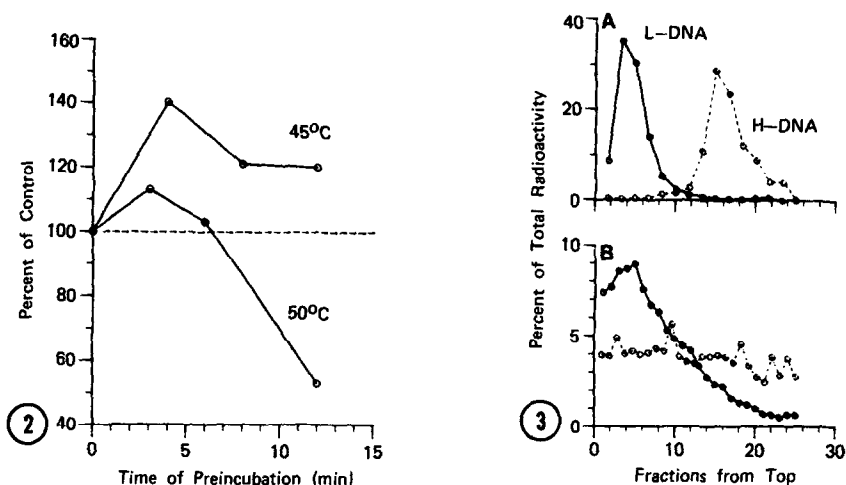 160
140
120
100
80
60
40
0
5
10
15
Percent of Control
45°C
50°C
Time of Preincubation (min)
2
A
40
20
0
L-DNA
H-DNA
Percent of Total Radioactivity
B
10
5
0
0
10
20
30
Fractions from Top
3